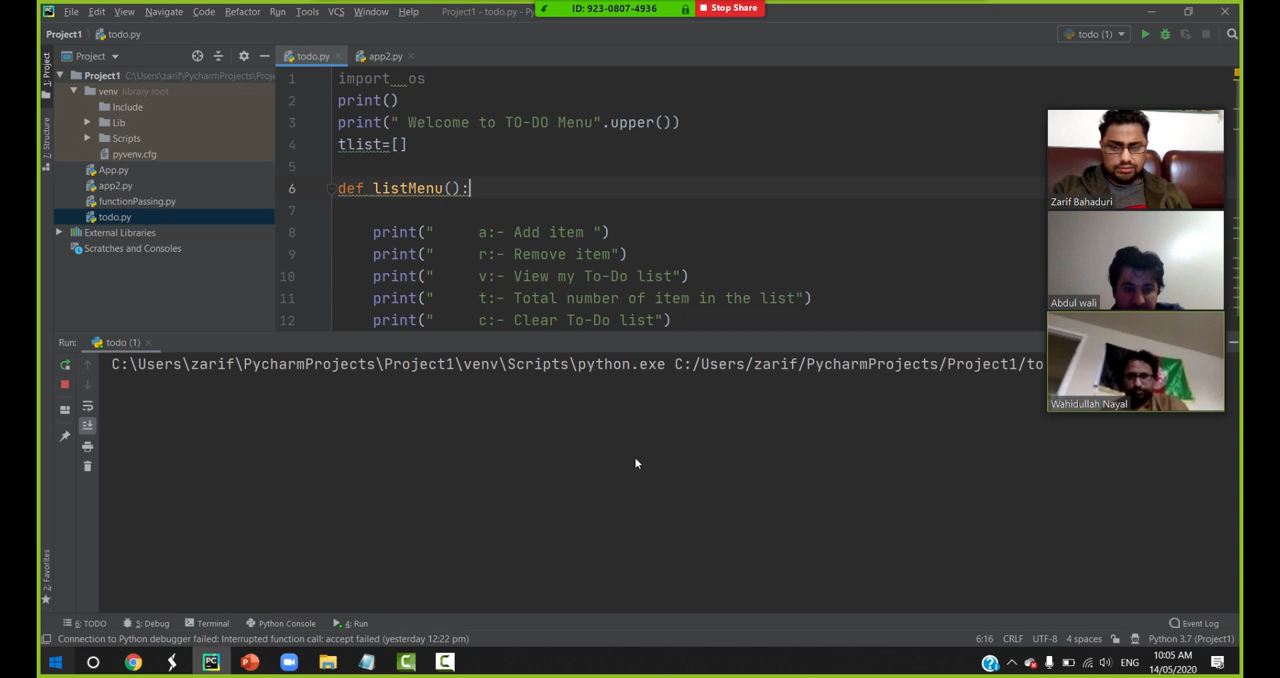 ID: 923-0807-4936 Stop Share
File Edit View Navigate Code Refactor Run Tools VCS Window Help Project1 - todo.py - Py
Project1 todo.py todo (1)
Project todo.py app2.py
1: Project
Project1 C:\Users\zarif\PycharmProjects\Proje
venv library root
Include
Lib
Scripts
pyvenv.cfg
App.py
app2.py
functionPassing.py
todo.py
External Libraries
Scratches and Consoles
7: Structure
1 import os
2 print()
3 print(" Welcome to TO-DO Menu".upper())
4 tlist=[]
5
6 def listMenu():
7
8 print("     a:- Add item ")
9 print("     r:- Remove item")
10 print("     v:- View my To-Do list")
11 print("     t:- Total number of item in the list")
12 print("     c:- Clear To-Do list")
Zarif Bahaduri
Abdul wali
Wahidullah Nayal
Run: todo (1)
C:\Users\zarif\PycharmProjects\Project1\venv\Scripts\python.exe C:/Users/zarif/PycharmProjects/Project1/to
2: Favorites
6: TODO 5: Debug Terminal Python Console 4: Run Event Log
Connection to Python debugger failed: Interrupted function call: accept failed (yesterday 12:22 pm) 6:16 CRLF UTF-8 4 spaces Python 3.7 (Project1)
ENG 10:05 AM
14/05/2020